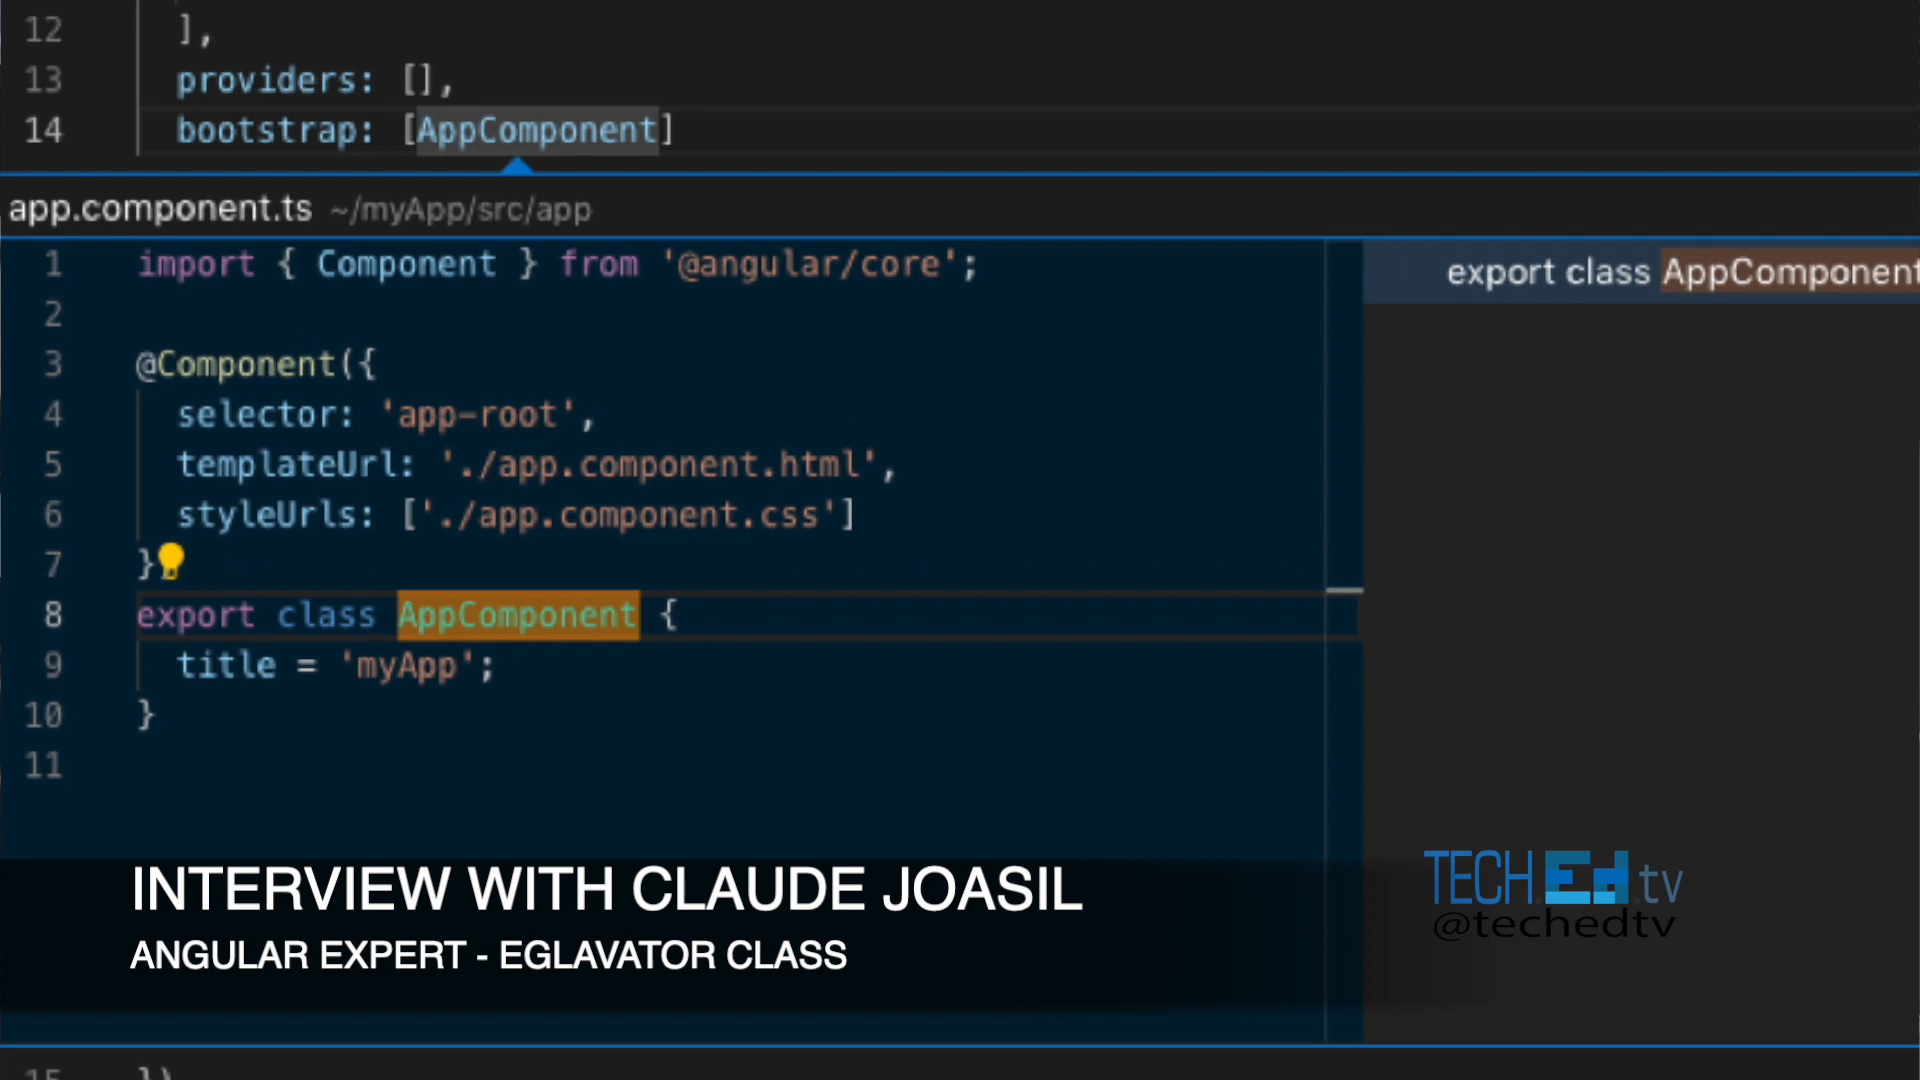 12 ],
13 providers: [],
14 bootstrap: [AppComponent]
app.component.ts ~/myApp/src/app
1 import { Component } from '@angular/core';
2
3 @Component({
4 selector: 'app-root',
5 templateUrl: './app.component.html',
6 styleUrls: ['./app.component.css']
7 }
8 export class AppComponent {
9 title = 'myApp';
10 }
11
export class AppComponent
INTERVIEW WITH CLAUDE JOASIL
ANGULAR EXPERT - EGLAVATOR CLASS
TECH.Ed.tv
@techedtv